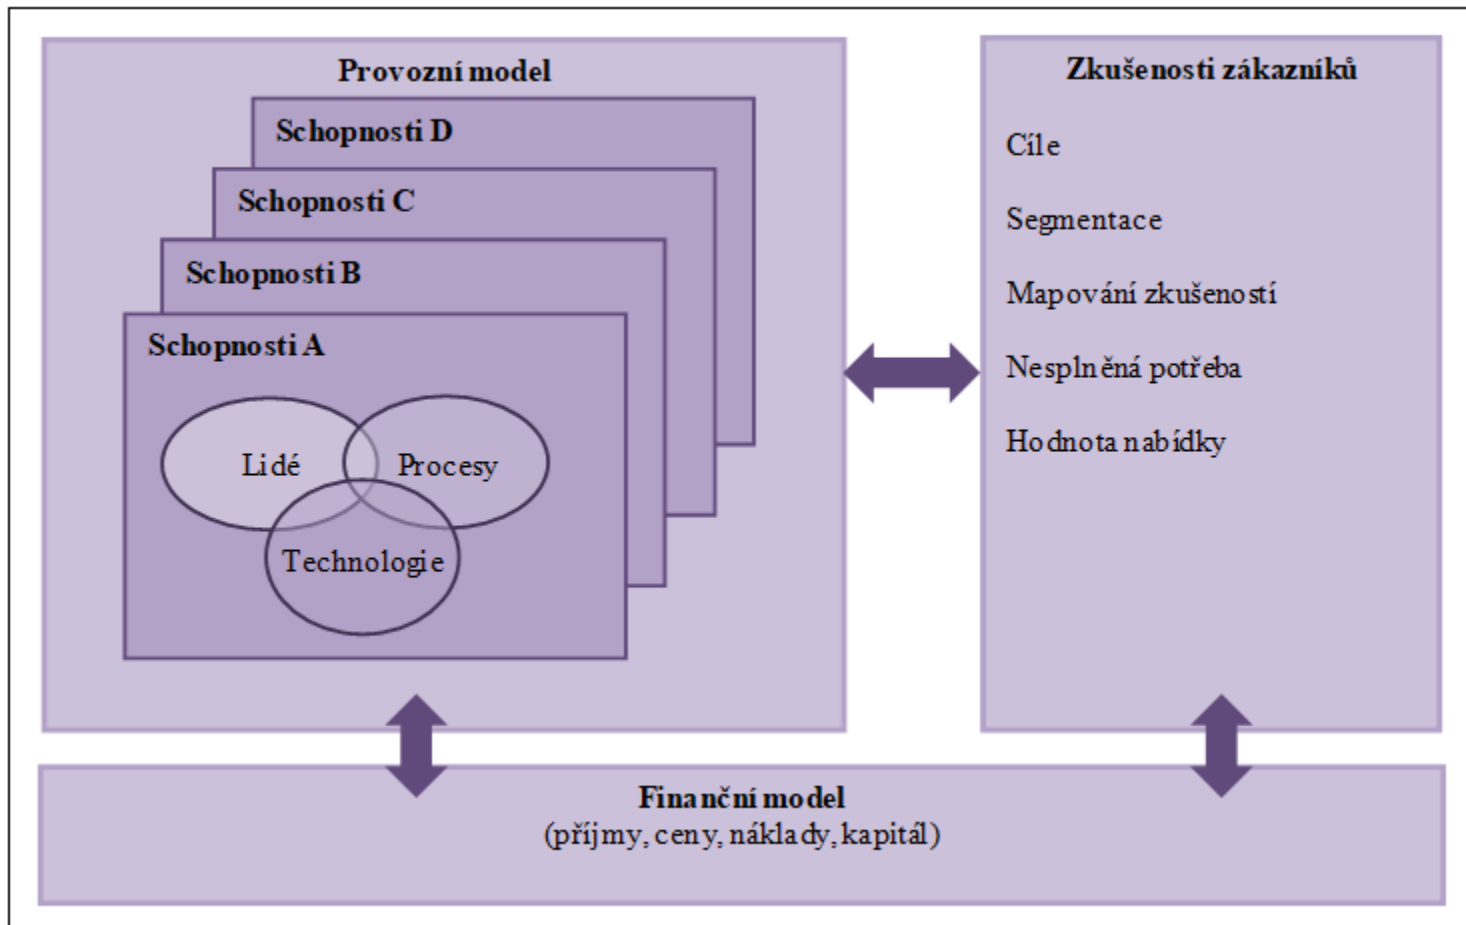 Provozní model
Schopnosti D
Schopnosti C
Schopnosti B
Schopnosti A
Lidé
Procesy
Technologie
Zkušenosti zákazníků
Cíle
Segmentace
Mapování zkušeností
Nesplněná potřeba
Hodnota nabídky
Finanční model
(příjmy, ceny, náklady, kapitál)